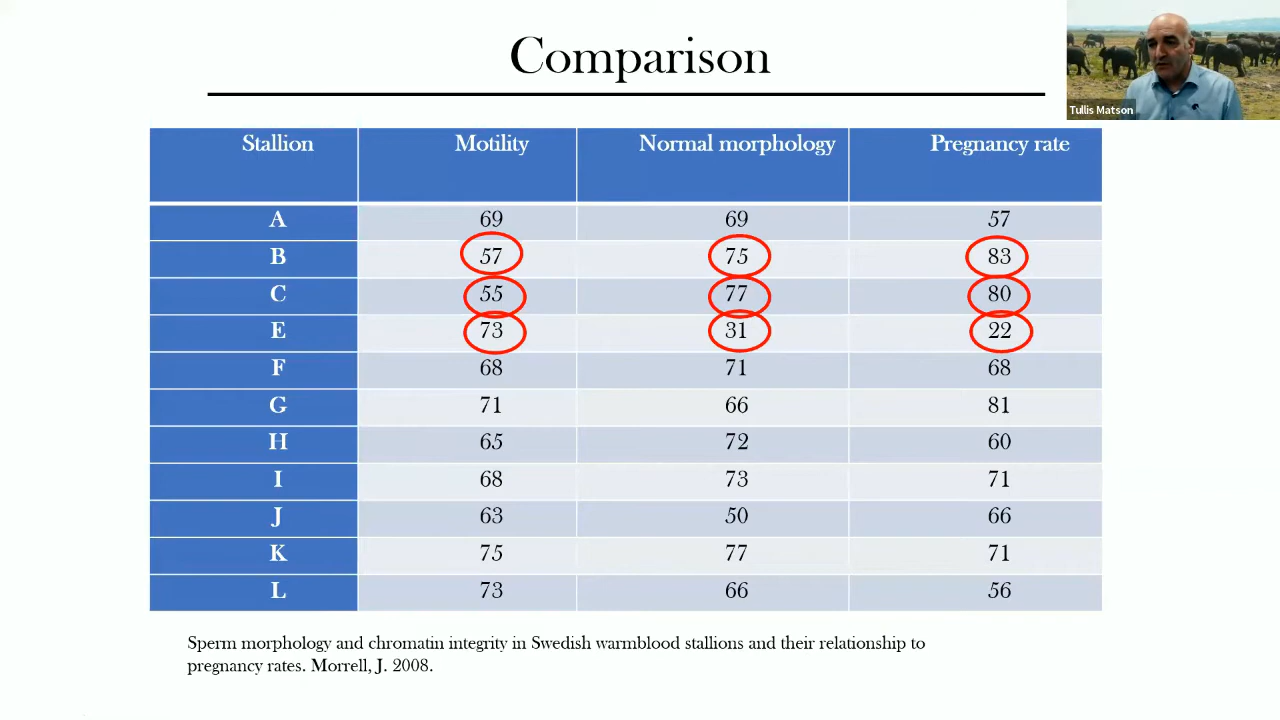 Comparison
Tullis Matson
Stallion Motility Normal morphology Pregnancy rate
A 69 69 57
B 57 75 83
C 55 77 80
E 73 31 22
F 68 71 68
G 71 66 81
H 65 72 60
I 68 73 71
J 63 50 66
K 75 77 71
L 73 66 56
Sperm morphology and chromatin integrity in Swedish warmblood stallions and their relationship to
pregnancy rates. Morrell, J. 2008.